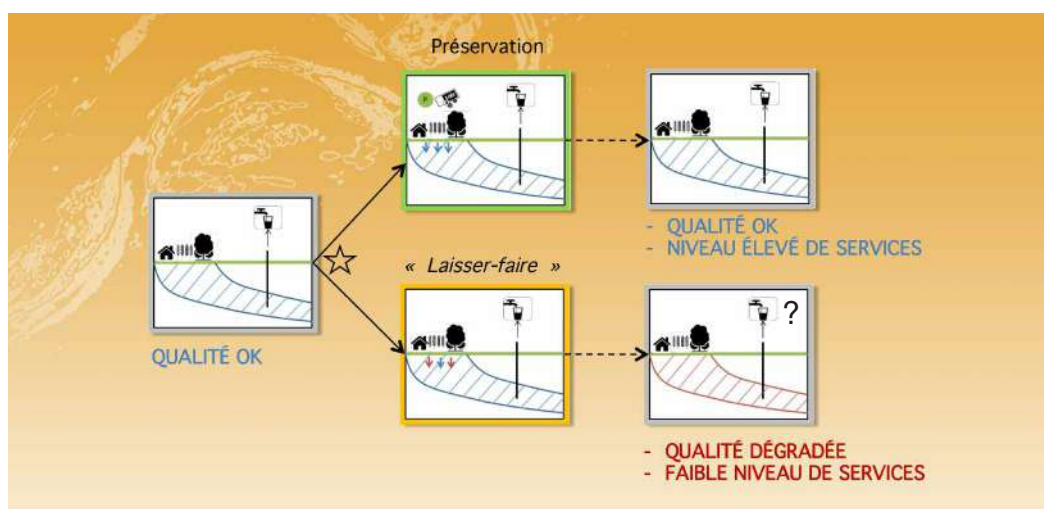 Préservation
P
- QUALITÉ OK
- NIVEAU ÉLEVÉ DE SERVICES
« Laisser-faire »
QUALITÉ OK
?
- QUALITÉ DÉGRADÉE
- FAIBLE NIVEAU DE SERVICES